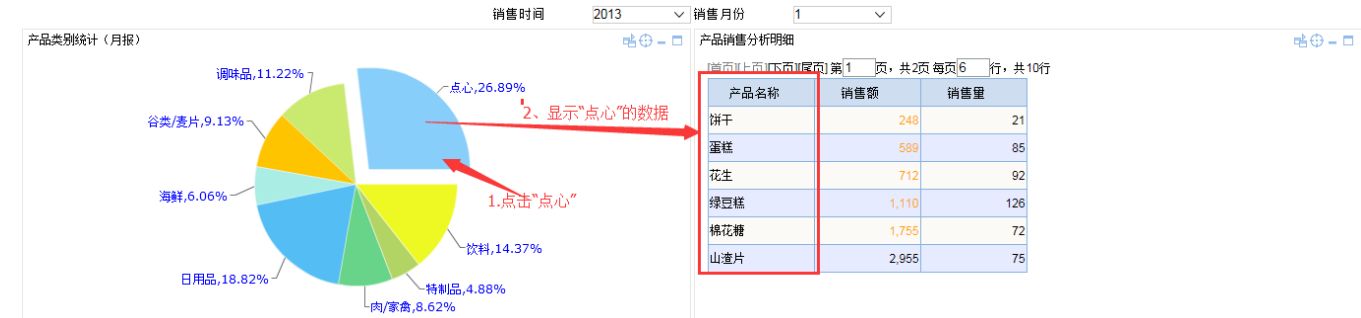 销售时间 2013 销售月份 1
产品类别统计（月报）
调味品,11.22%
点心,26.89%
谷类/麦片,9.13%
海鲜,6.06%
日用品,18.82%
肉/家禽,8.62%
特制品,4.88%
饮料,14.37%
2、显示“点心”的数据
1.点击“点心”
产品销售分析明细
[首页][上页][下页][尾页] 第 1 页，共2页 每页 6 行，共10行
产品名称 销售额 销售量
饼干 248 21
蛋糕 589 85
花生 712 92
绿豆糕 1,110 126
棉花糖 1,755 72
山渣片 2,955 75